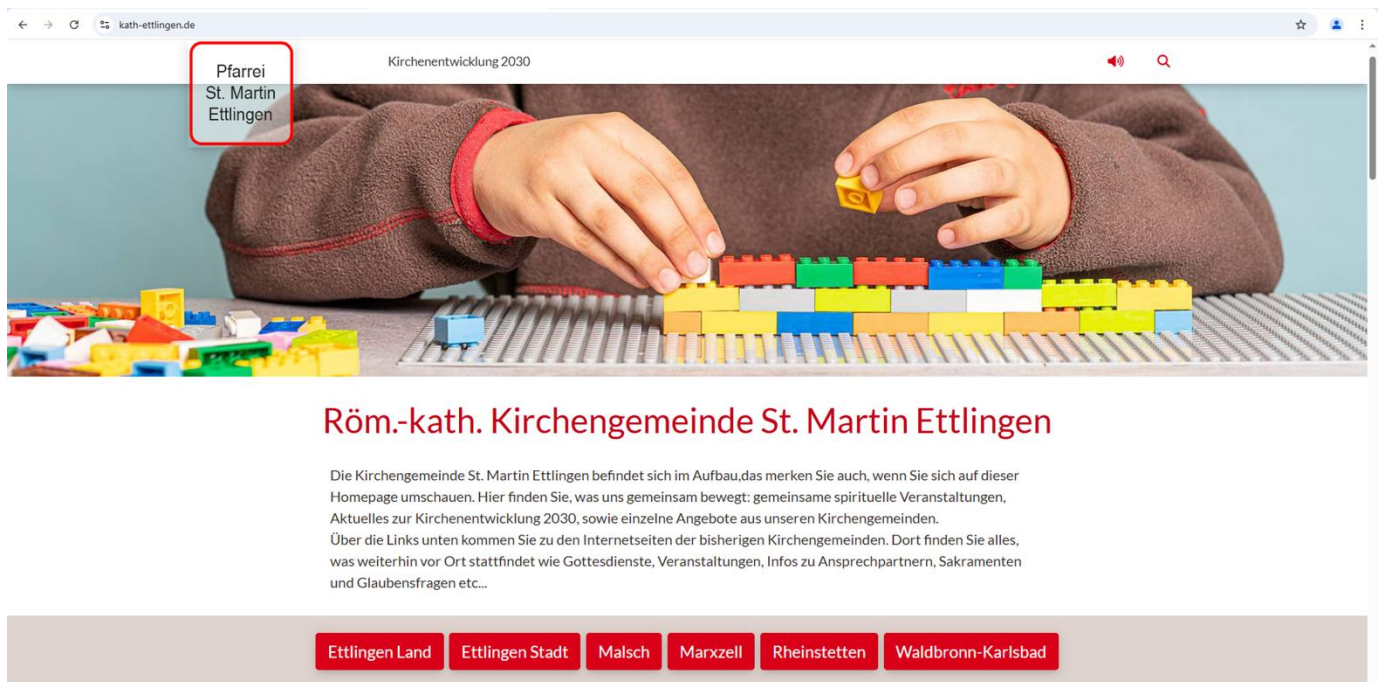 kath-ettlingen.de
Pfarrei
St. Martin
Ettlingen
Kirchenentwicklung 2030
Röm.-kath. Kirchengemeinde St. Martin Ettlingen
Die Kirchengemeinde St. Martin Ettlingen befindet sich im Aufbau,das merken Sie auch, wenn Sie sich auf dieser
Homepage umschauen. Hier finden Sie, was uns gemeinsam bewegt: gemeinsame spirituelle Veranstaltungen,
Aktuelles zur Kirchenentwicklung 2030, sowie einzelne Angebote aus unseren Kirchengemeinden.
Über die Links unten kommen Sie zu den Internetseiten der bisherigen Kirchengemeinden. Dort finden Sie alles,
was weiterhin vor Ort stattfindet wie Gottesdienste, Veranstaltungen, Infos zu Ansprechpartnern, Sakramenten
und Glaubensfragen etc...
Ettlingen Land Ettlingen Stadt Malsch Marxzell Rheinstetten Waldbronn-Karlsbad